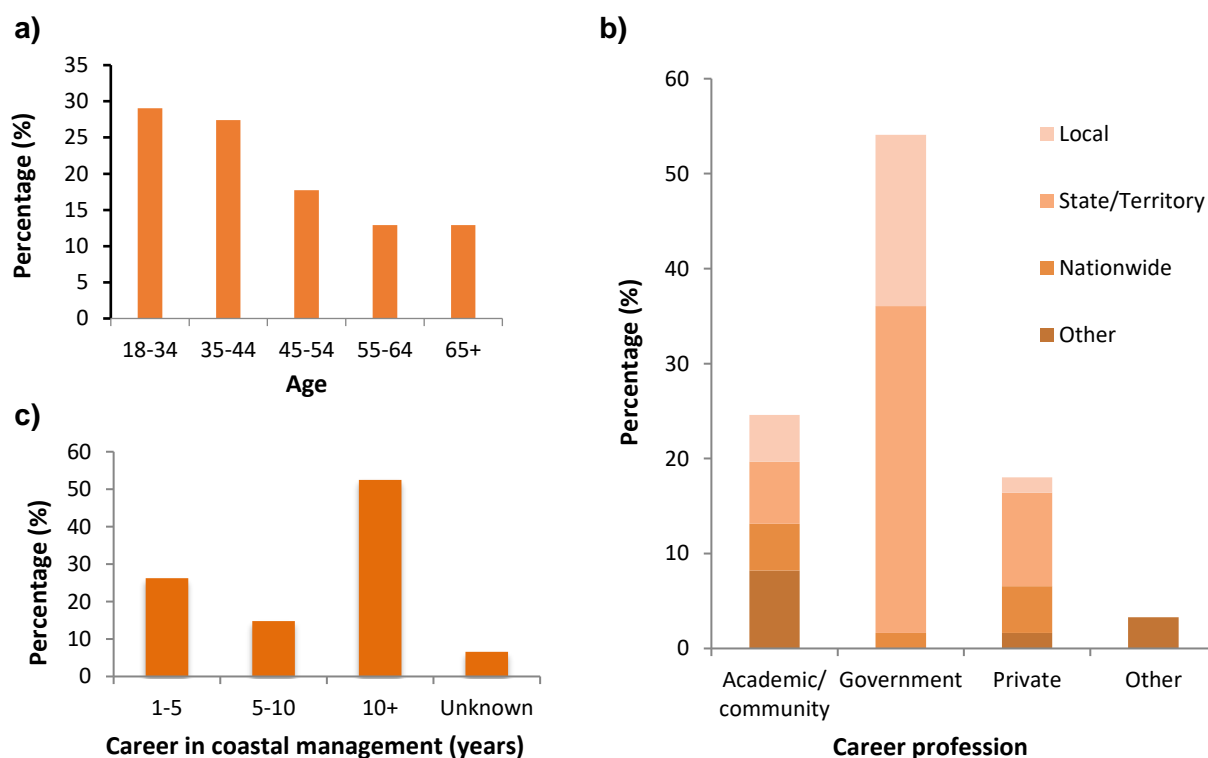 a)
35
30
25
20
15
10
5
0
Percentage (%)
18-34 35-44 45-54 55-64 65+
Age
b)
60
50
40
30
20
10
0
Percentage (%)
Local
State/Territory
Nationwide
Other
Academic/ Government Private Other
community
Career profession
c)
60
50
40
30
20
10
0
Percentage (%)
1-5 5-10 10+ Unknown
Career in coastal management (years)